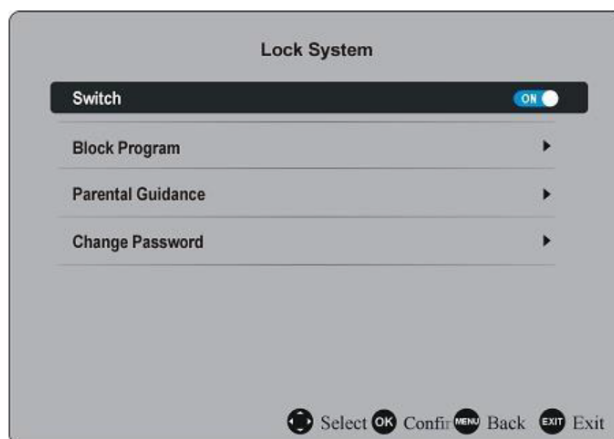 Lock System
Switch ON
Block Program
Parental Guidance
Change Password
Select OK Confir MENU Back EXIT Exit